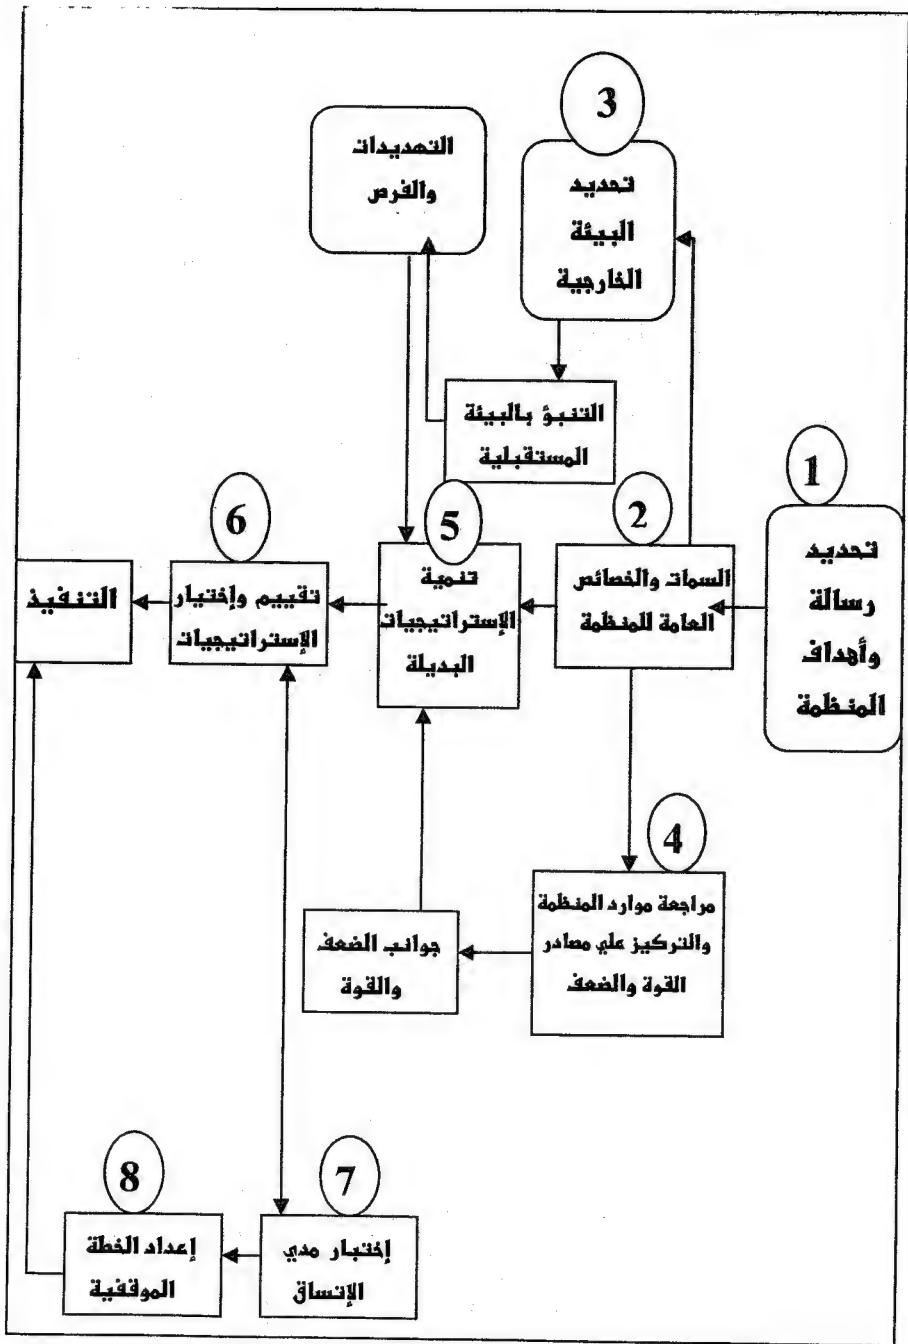 3
تحديد
البيئة
الخارجية
التهديدات
والفرص
التنبؤ بالبيئة
المستقبلية
1
تحديد
رسالة
وأهداف
المنظمة
2
السمات والخصائص
العامة للمنظمة
5
تنمية
الإستراتيجيات
البديلة
6
تقييم وإختيار
الإستراتيجيات
التنفيذ
4
مراجعة موارد المنظمة
والتركيز علي مصادر
القوة والضعف
جوانب الضعف
والقوة
7
إختبار مدي
الإتساق
8
إعداد الخطة
الموقفية